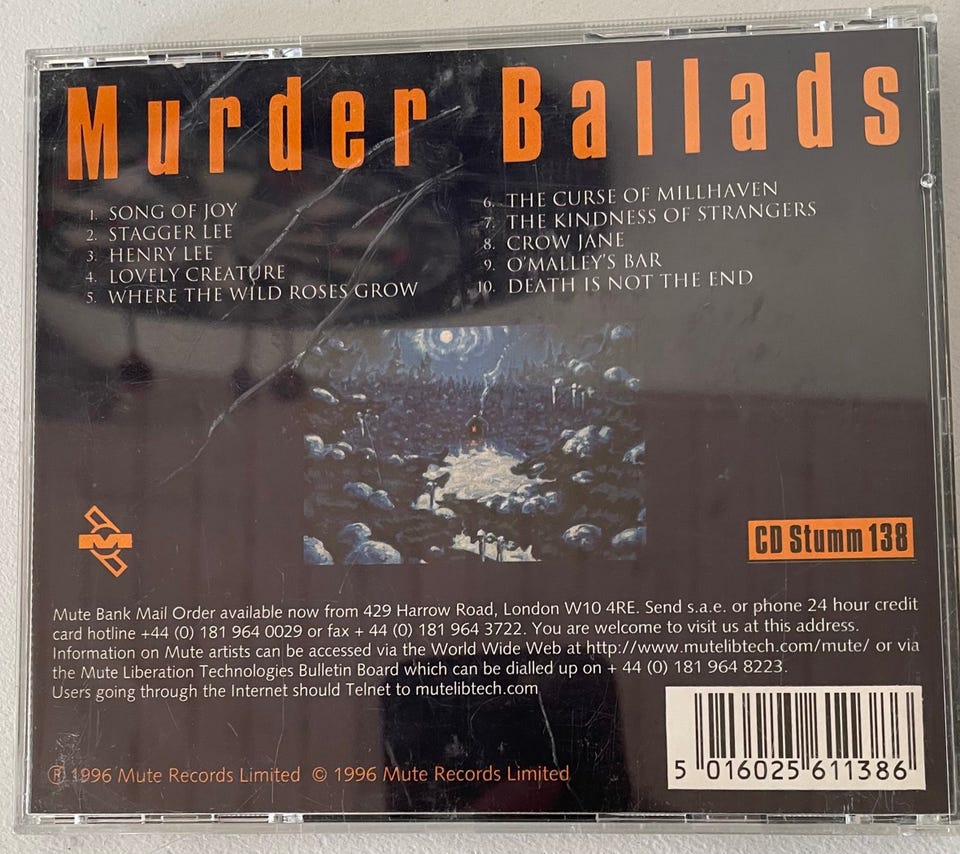 Murder Ballads
1. SONG OF JOY
2. STAGGER LEE
3. HENRY LEE
4. LOVELY CREATURE
5. WHERE THE WILD ROSES GROW
6. THE CURSE OF MILLHAVEN
7. THE KINDNESS OF STRANGERS
8. CROW JANE
9. O'MALLEY'S BAR
10. DEATH IS NOT THE END
M
CD Stumm 138
Mute Bank Mail Order available now from 429 Harrow Road, London W10 4RE. Send s.a.e. or phone 24 hour credit
card hotline +44 (0) 181 964 0029 or fax + 44 (0) 181 964 3722. You are welcome to visit us at this address.
Information on Mute artists can be accessed via the World Wide Web at http://www.mutelibtech.com/mute/ or via
the Mute Liberation Technologies Bulletin Board which can be dialled up on + 44 (0) 181 964 8223.
Users going through the Internet should Telnet to mutelibtech.com
℗ 1996 Mute Records Limited © 1996 Mute Records Limited
5 016025 611386